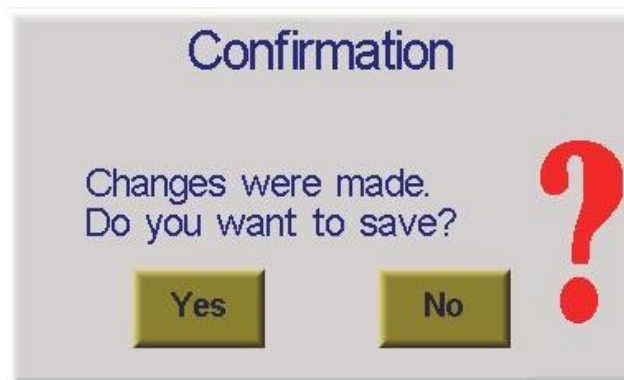 Confirmation
Changes were made.
Do you want to save?
Yes
No
?